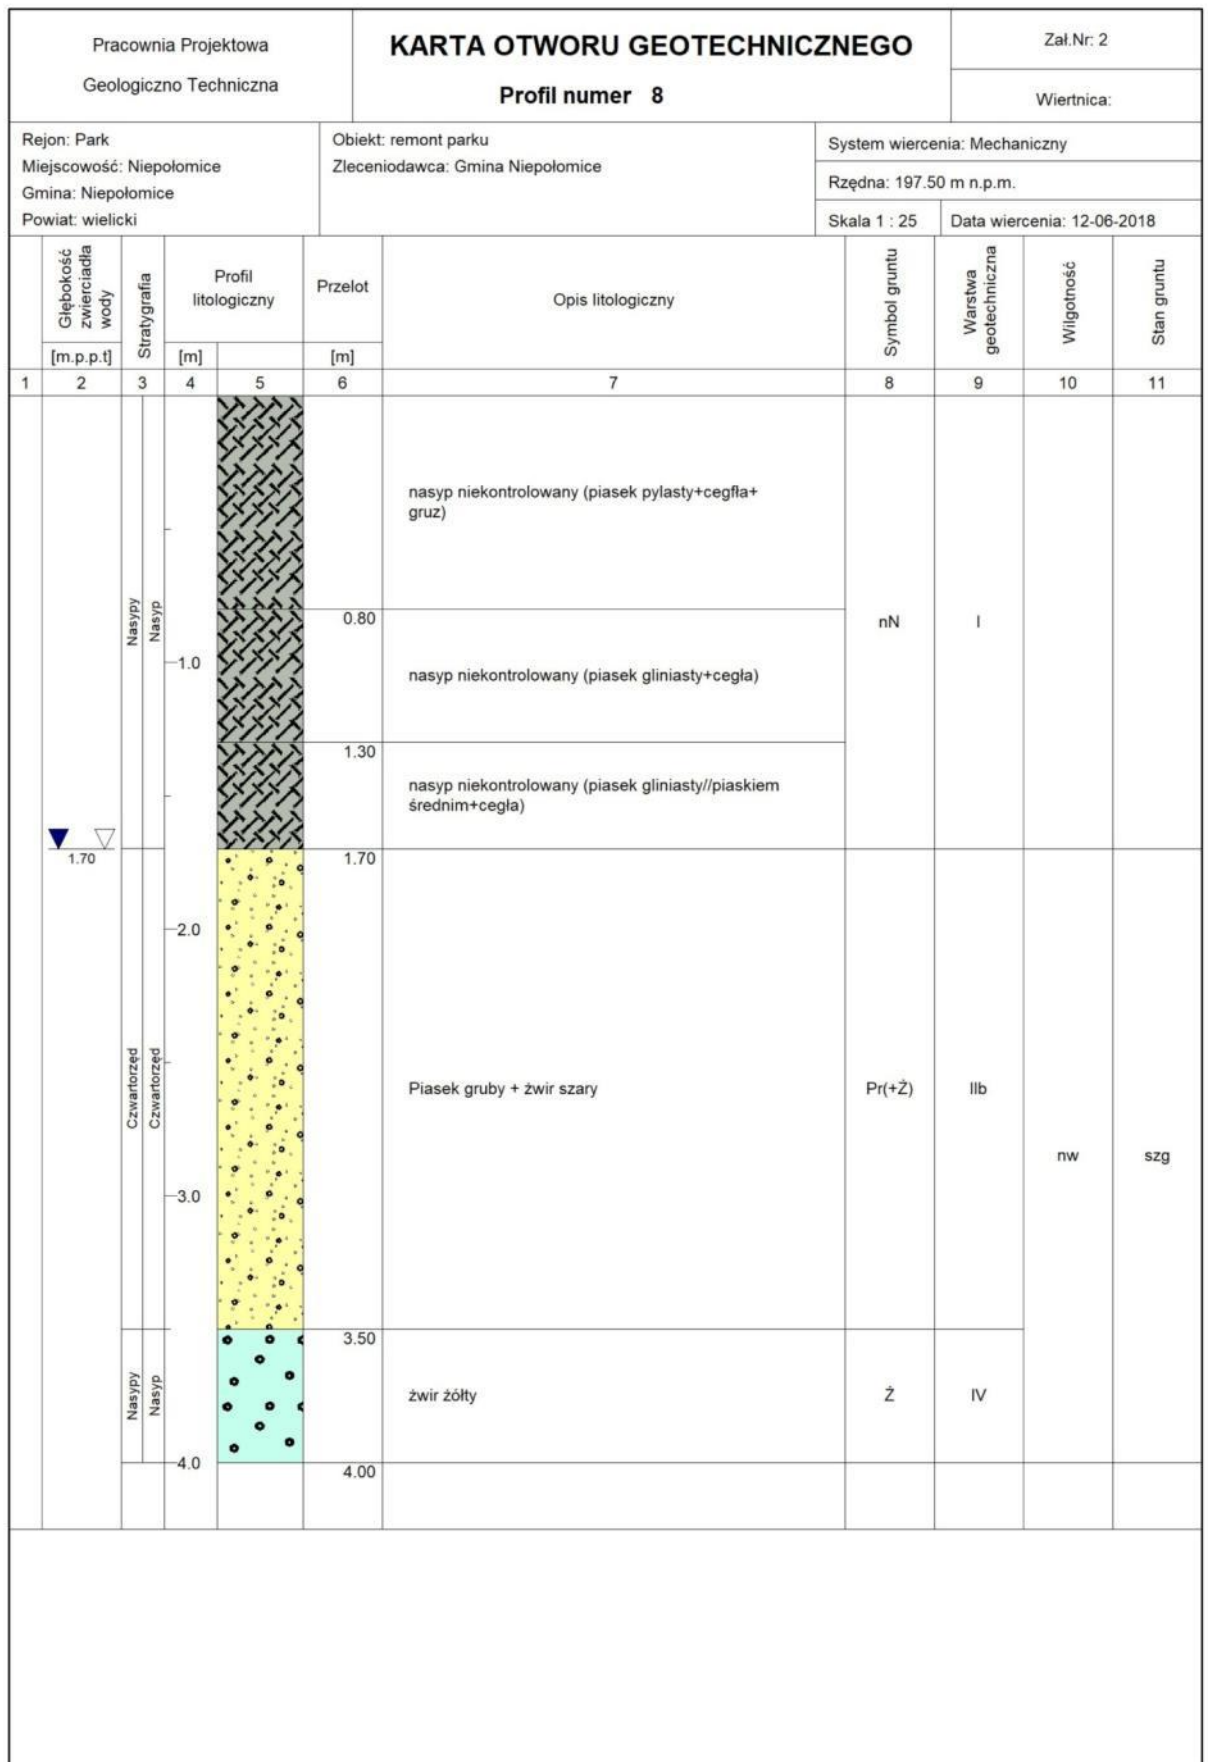 Pracownia Projektowa
Geologiczno Techniczna
KARTA OTWORU GEOTECHNICZNEGO
Profil numer 8
Zał.Nr: 2
Wiertnica:
Rejon: Park
Miejscowość: Niepołomice
Gmina: Niepołomice
Powiat: wielicki
Obiekt: remont parku
Zleceniodawca: Gmina Niepołomice
System wiercenia: Mechaniczny
Rzędna: 197.50 m n.p.m.
Skala 1 : 25
Data wiercenia: 12-06-2018
Głębokość
zwierciadła
wody
[m.p.p.t]
Stratygrafia
Profil
litologiczny
[m]
Przelot
[m]
Opis litologiczny
Symbol gruntu
Warstwa
geotechniczna
Wilgotność
Stan gruntu
1 2 3 4 5 6 7 8 9 10 11
nasyp niekontrolowany (piasek pylasty+cegfła+
gruz)
0.80
Nasypy
Nasyp
nN
I
1.0
nasyp niekontrolowany (piasek gliniasty+cegła)
1.30
nasyp niekontrolowany (piasek gliniasty//piaskiem
średnim+cegła)
1.70
1.70
2.0
Czwartorzęd
Czwartorzęd
Piasek gruby + żwir szary
Pr(+Ż)
IIb
nw
szg
3.0
3.50
Nasypy
Nasyp
żwir żółty
Ż
IV
4.0
4.00